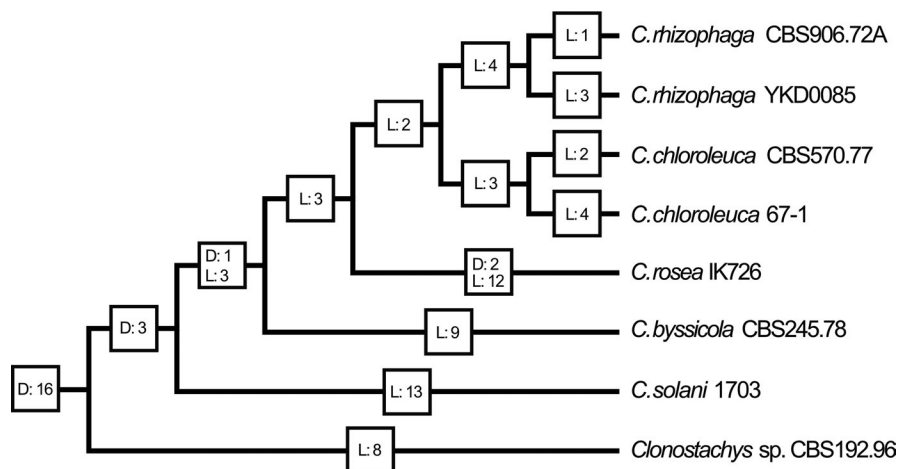 L: 1
C. rhizophaga CBS906.72A
L: 4
L: 3
C. rhizophaga YKD0085
L: 2
L: 2
C. chloroleuca CBS570.77
L: 3
L: 3
L: 4
C. chloroleuca 67-1
D: 1
L: 3
D: 2
L: 12
C. rosea IK726
D: 3
L: 9
C. byssicola CBS245.78
D: 16
L: 13
C. solani 1703
L: 8
Clonostachys sp. CBS192.96